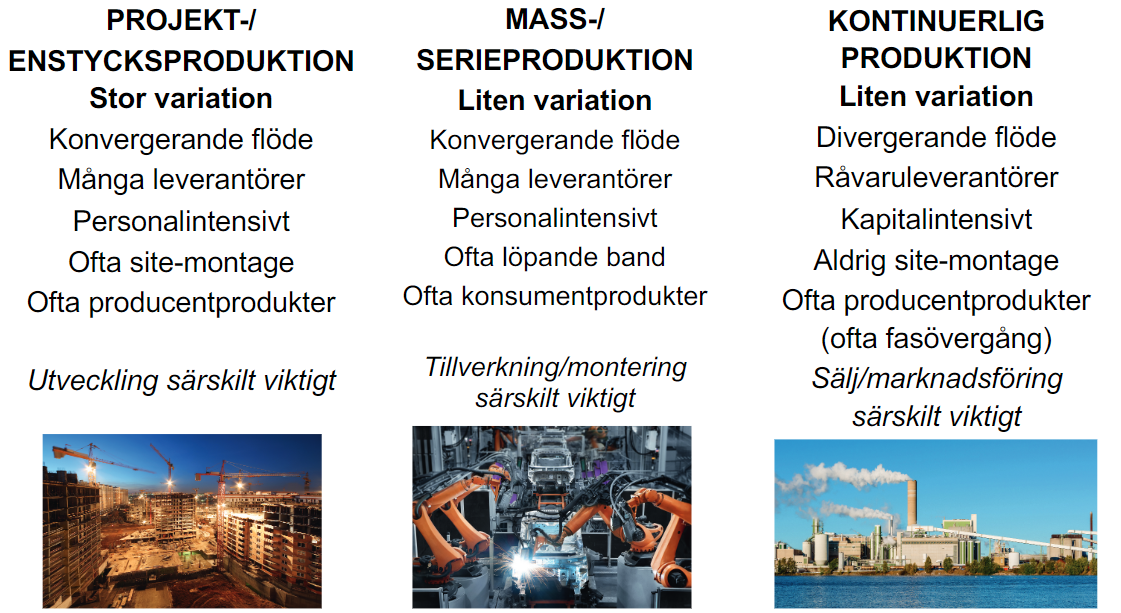 PROJEKT-/
ENSTYCKSPRODUKTION
Stor variation
Konvergerande flöde
Många leverantörer
Personalintensivt
Ofta site-montage
Ofta producentprodukter
Utveckling särskilt viktigt
MASS-/
SERIEPRODUKTION
Liten variation
Konvergerande flöde
Många leverantörer
Personalintensivt
Ofta löpande band
Ofta konsumentprodukter
Tillverkning/montering
särskilt viktigt
KONTINUERLIG
PRODUKTION
Liten variation
Divergerande flöde
Råvaruleverantörer
Kapitalintensivt
Aldrig site-montage
Ofta producentprodukter
(ofta fasövergång)
Sälj/marknadsföring
särskilt viktigt